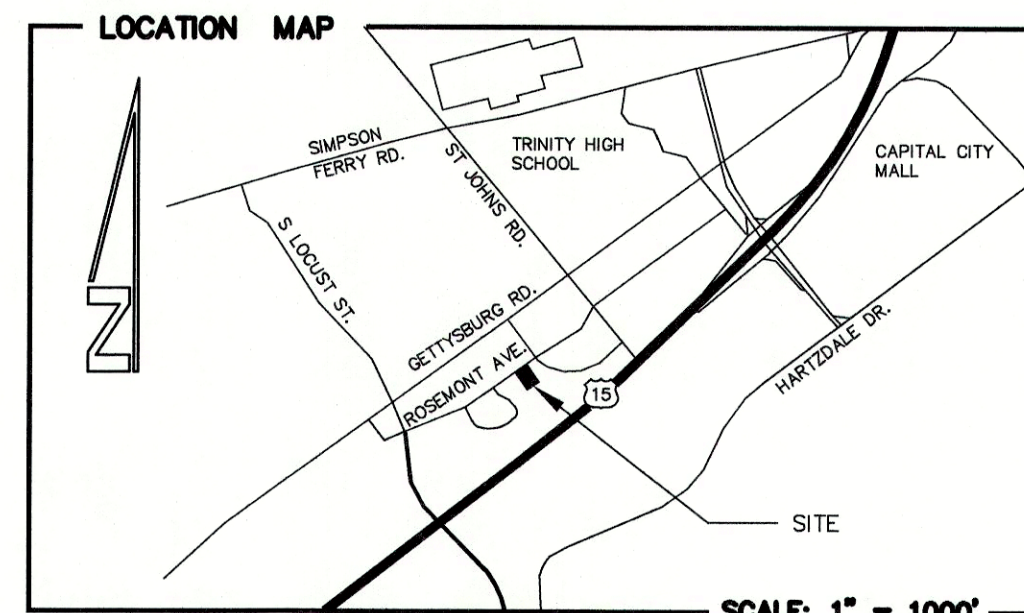 LOCATION MAP
SIMPSON
FERRY RD.
TRINITY HIGH
SCHOOL
ST JOHNS RD.
CAPITAL CITY
MALL
S LOCUST ST.
GETTYSBURG RD.
ROSEMONT AVE.
HARTZDALE DR.
15
SITE
N
SCALE: 1" = 1000'